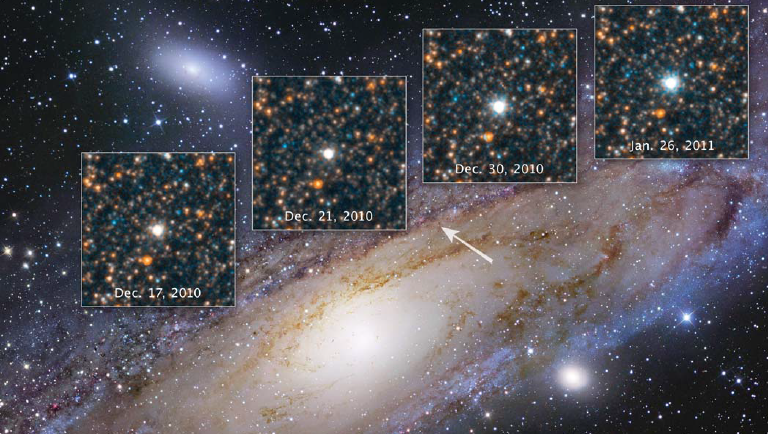 Dec. 17, 2010
Dec. 21, 2010
Dec. 30, 2010
Jan. 26, 2011